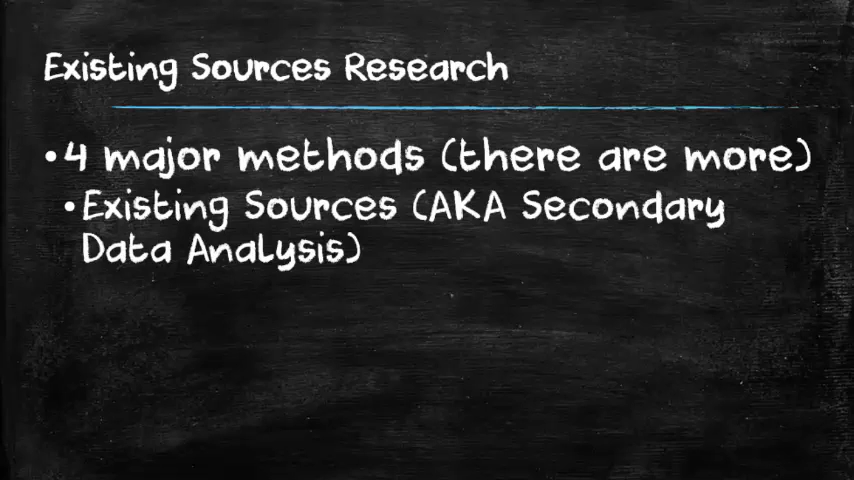 Existing Sources Research
•4 major methods (there are more)
•Existing Sources (AKA Secondary
Data Analysis)